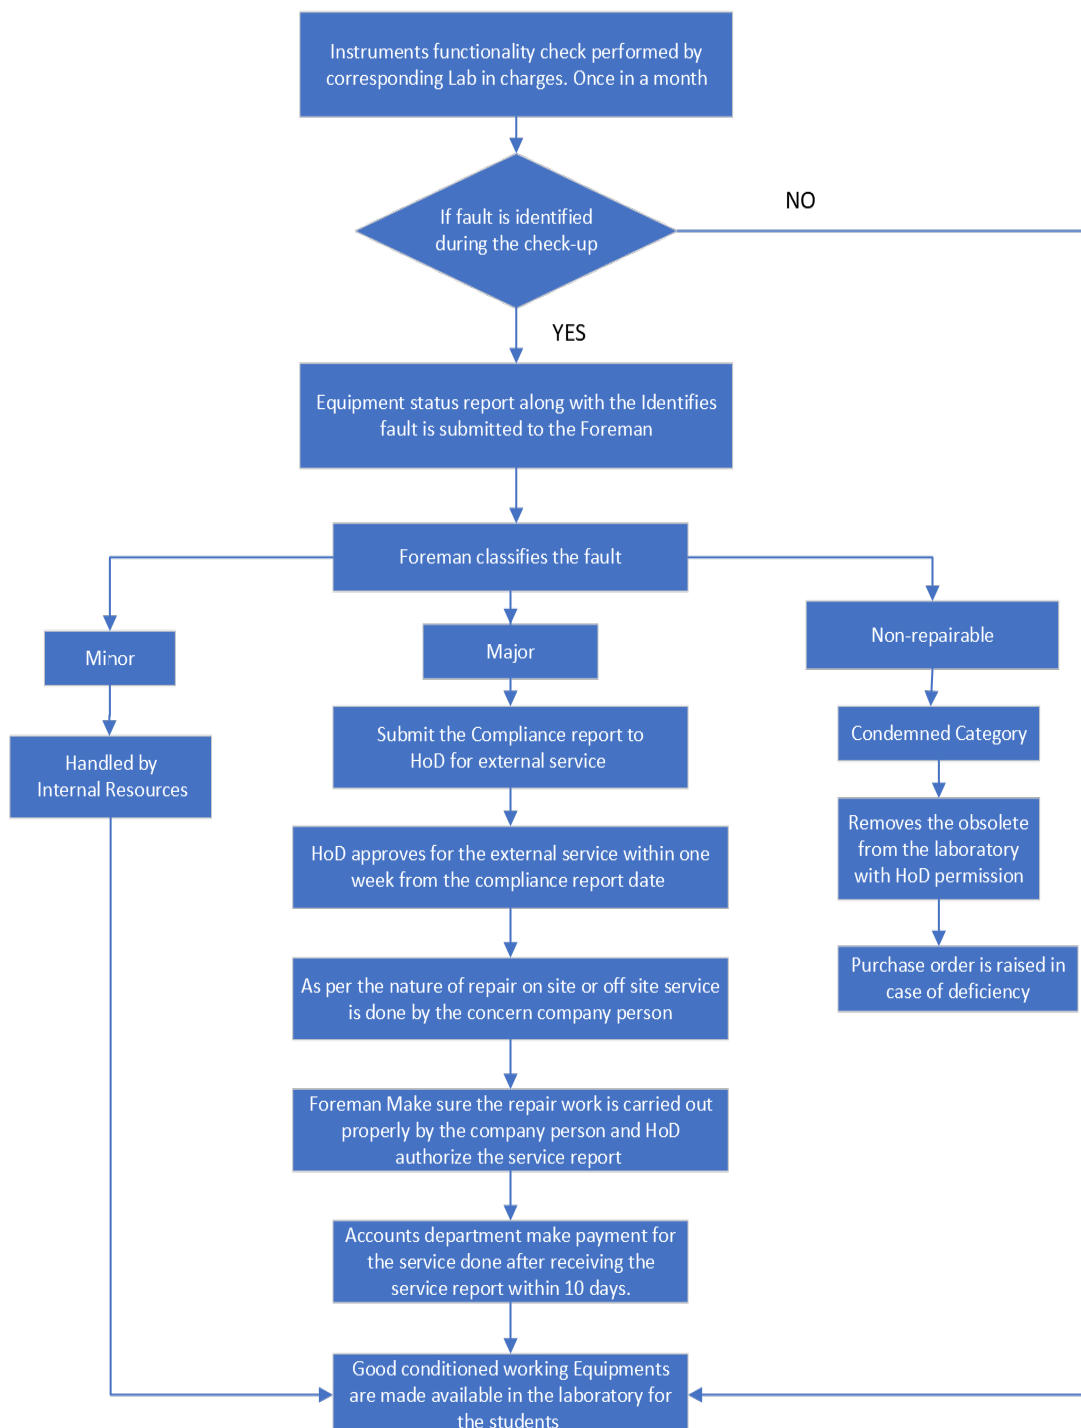 Instruments functionality check performed by
corresponding Lab in charges. Once in a month
If fault is identified
during the check-up
NO
YES
Equipment status report along with the Identifies
fault is submitted to the Foreman
Foreman classifies the fault
Minor
Major
Non-repairable
Handled by
Internal Resources
Submit the Compliance report to
HoD for external service
Condemned Category
HoD approves for the external service within one
week from the compliance report date
Removes the obsolete
from the laboratory
with HoD permission
As per the nature of repair on site or off site service
is done by the concern company person
Purchase order is raised in
case of deficiency
Foreman Make sure the repair work is carried out
properly by the company person and HoD
authorize the service report
Accounts department make payment for
the service done after receiving the
service report within 10 days.
Good conditioned working Equipments
are made available in the laboratory for
the students